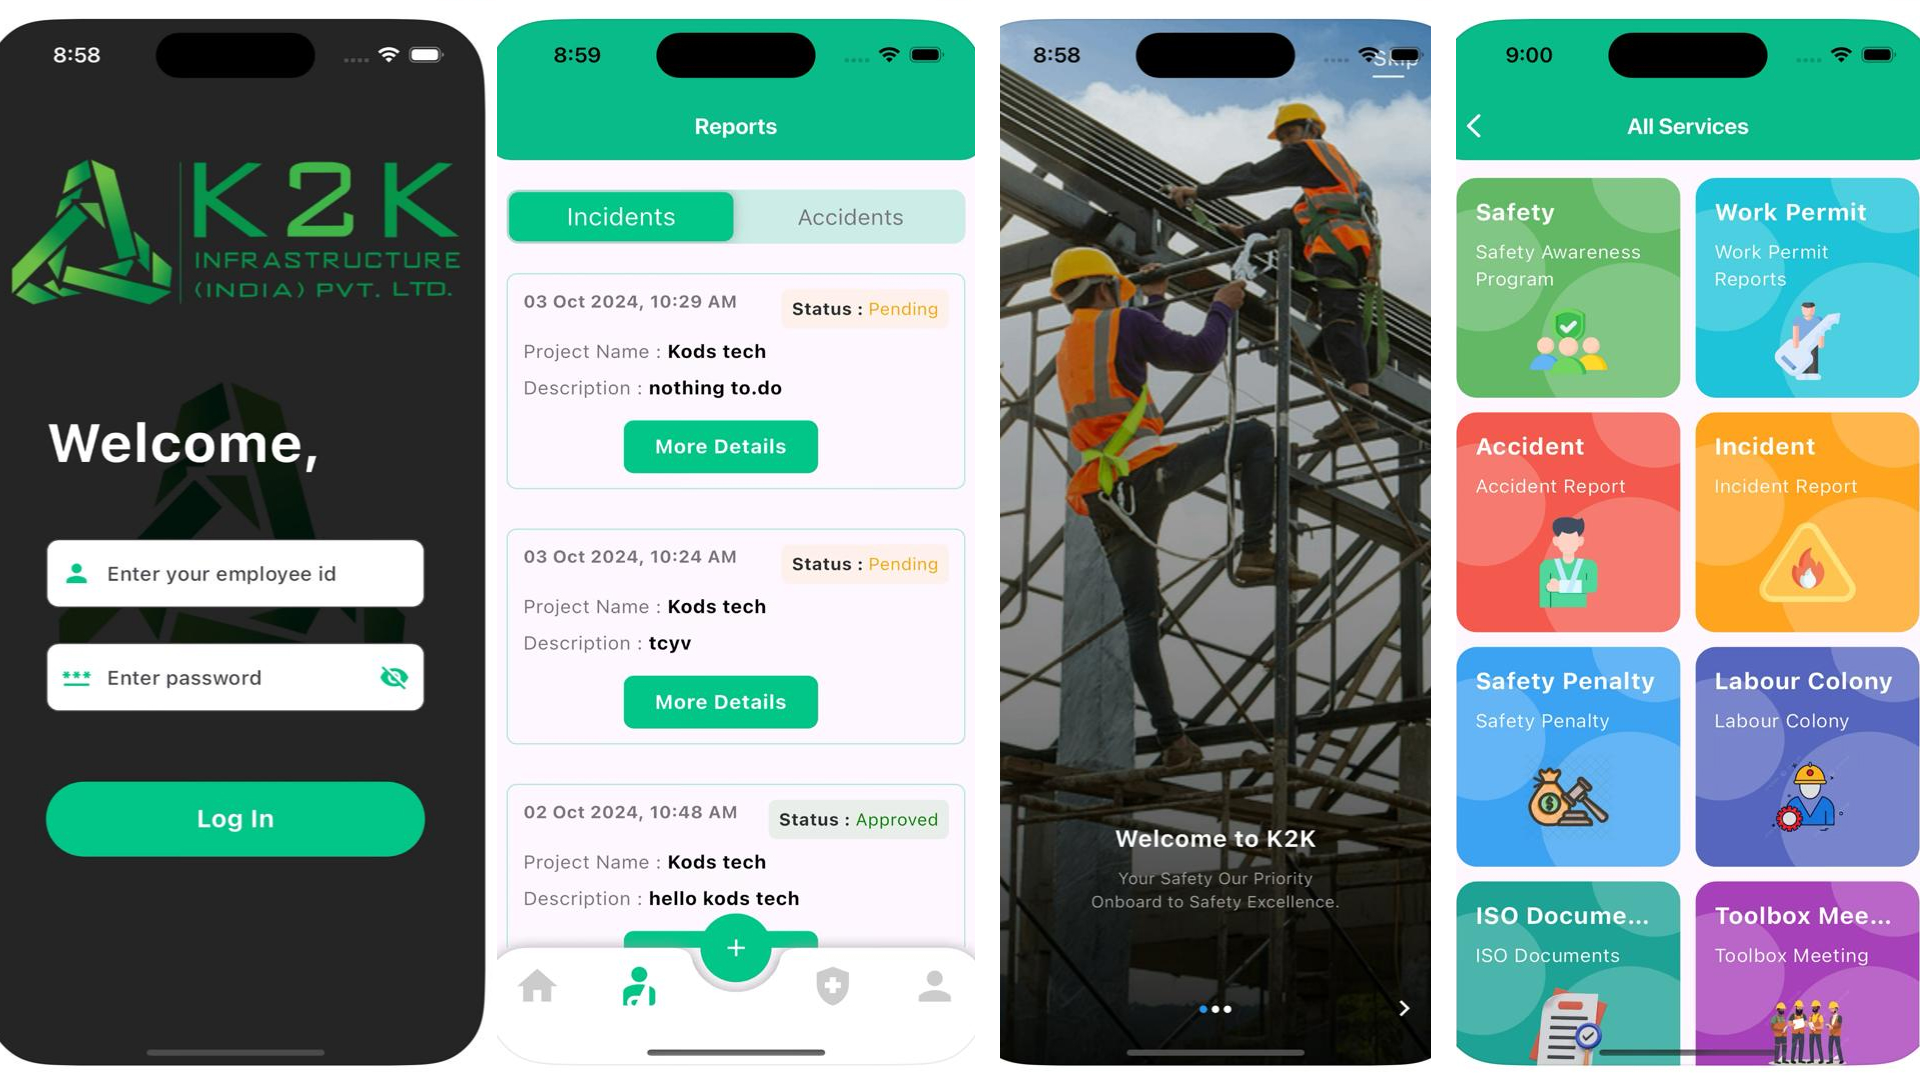 8:58
K2K
INFRASTRUCTURE
(INDIA) PVT. LTD.
Welcome,
Enter your employee id
*** Enter password
Log In
8:59
Reports
Incidents
Accidents
03 Oct 2024, 10:29 AM
Status : Pending
Project Name : Kods tech
Description : nothing to.do
More Details
03 Oct 2024, 10:24 AM
Status : Pending
Project Name : Kods tech
Description : tcyv
More Details
02 Oct 2024, 10:48 AM
Status : Approved
Project Name : Kods tech
Description : hello kods tech
+
8:58
Skip
Welcome to K2K
Your Safety Our Priority
Onboard to Safety Excellence.
9:00
All Services
Safety
Safety Awareness
Program
Work Permit
Work Permit
Reports
Accident
Accident Report
Incident
Incident Report
Safety Penalty
Safety Penalty
Labour Colony
Labour Colony
ISO Docume...
ISO Documents
Toolbox Mee...
Toolbox Meeting